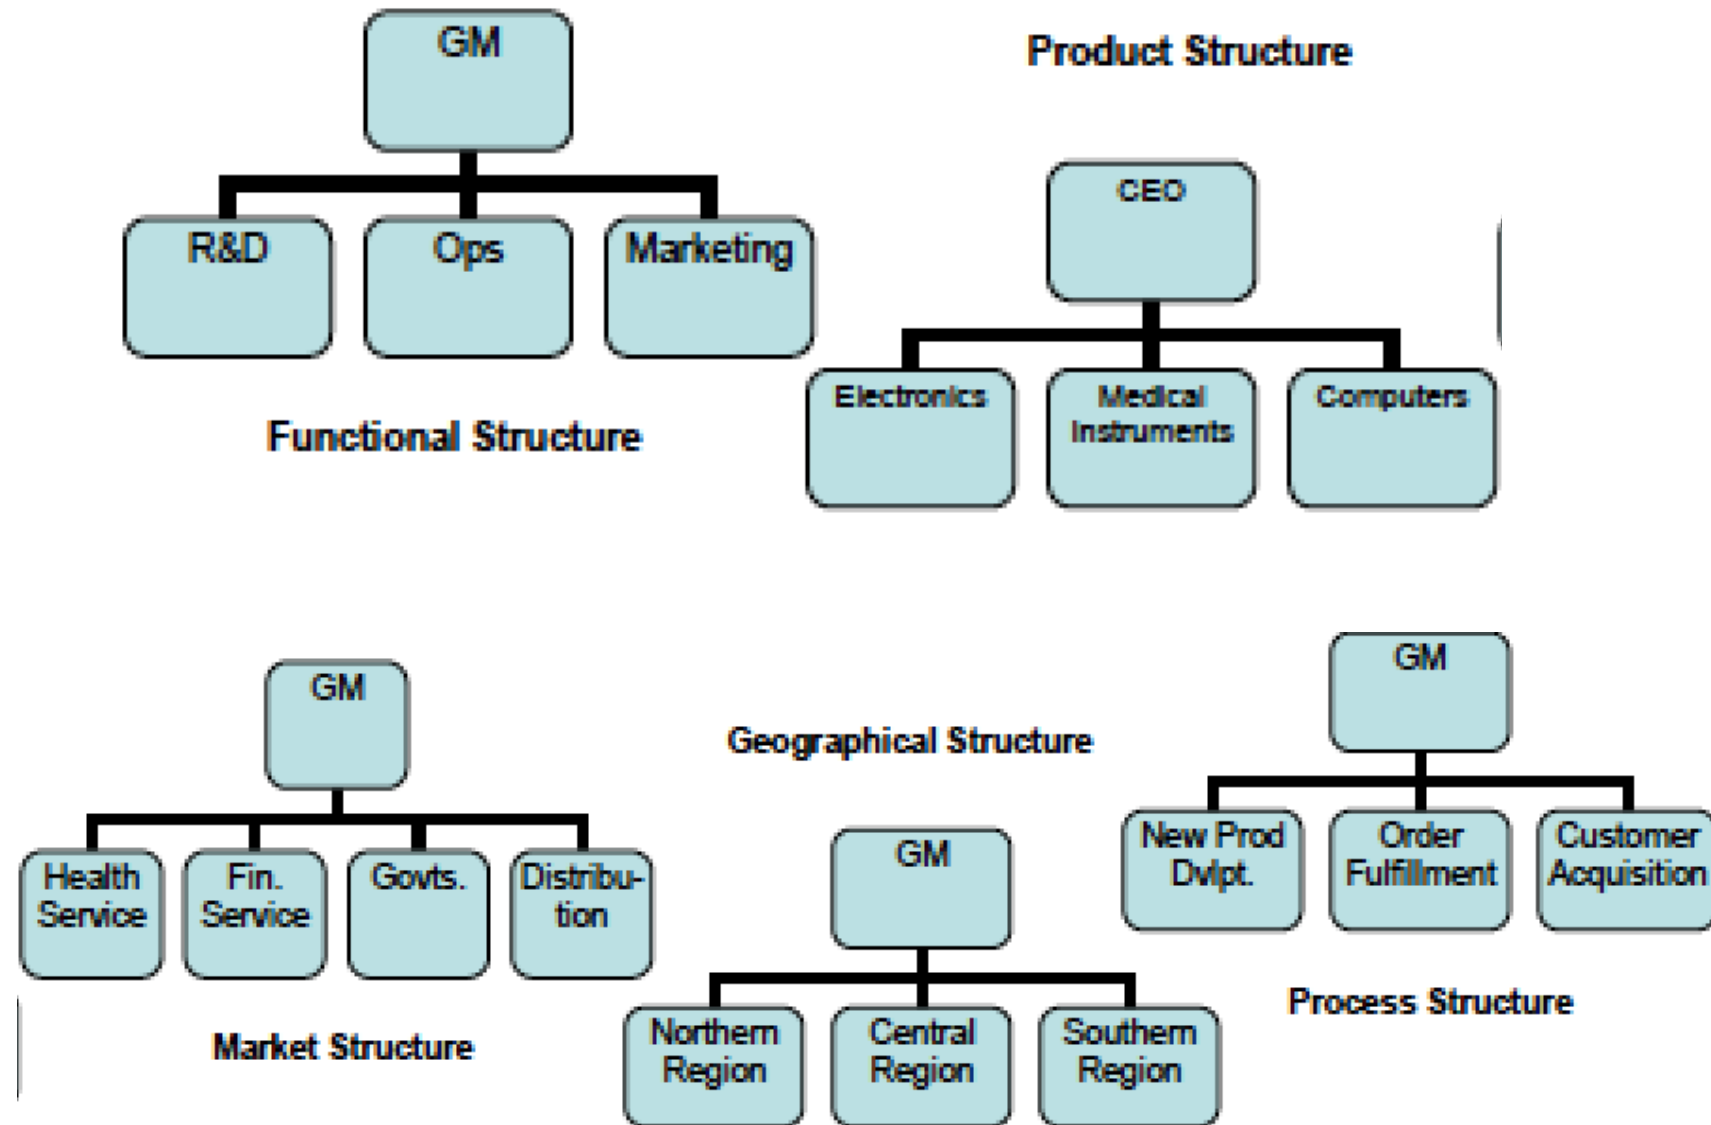 GM
R&D
Ops
Marketing
Functional Structure
Product Structure
CEO
Electronics
Medical
Instruments
Computers
GM
Health
Service
Fin.
Service
Govts.
Distribu-
tion
Market Structure
Geographical Structure
GM
Northern
Region
Central
Region
Southern
Region
GM
New Prod
Dvlpt.
Order
Fulfillment
Customer
Acquisition
Process Structure